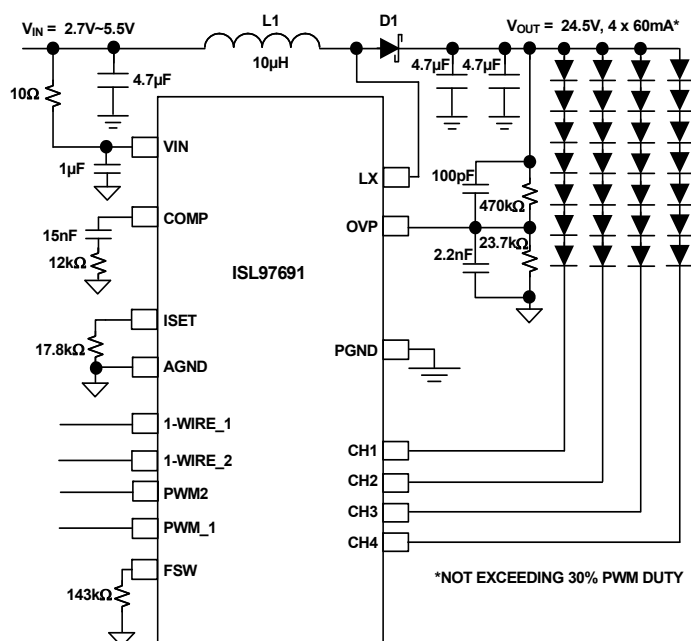 VIN = 2.7V~5.5V
L1
10µH
D1
VOUT = 24.5V, 4 x 60mA*
4.7µF
4.7µF
4.7µF
10Ω
1µF
VIN
LX
100pF
470kΩ
COMP
OVP
15nF
12kΩ
23.7kΩ
2.2nF
ISL97691
ISET
17.8kΩ
AGND
PGND
1-WIRE_1
1-WIRE_2
PWM2
PWM_1
FSW
143kΩ
CH1
CH2
CH3
CH4
*NOT EXCEEDING 30% PWM DUTY